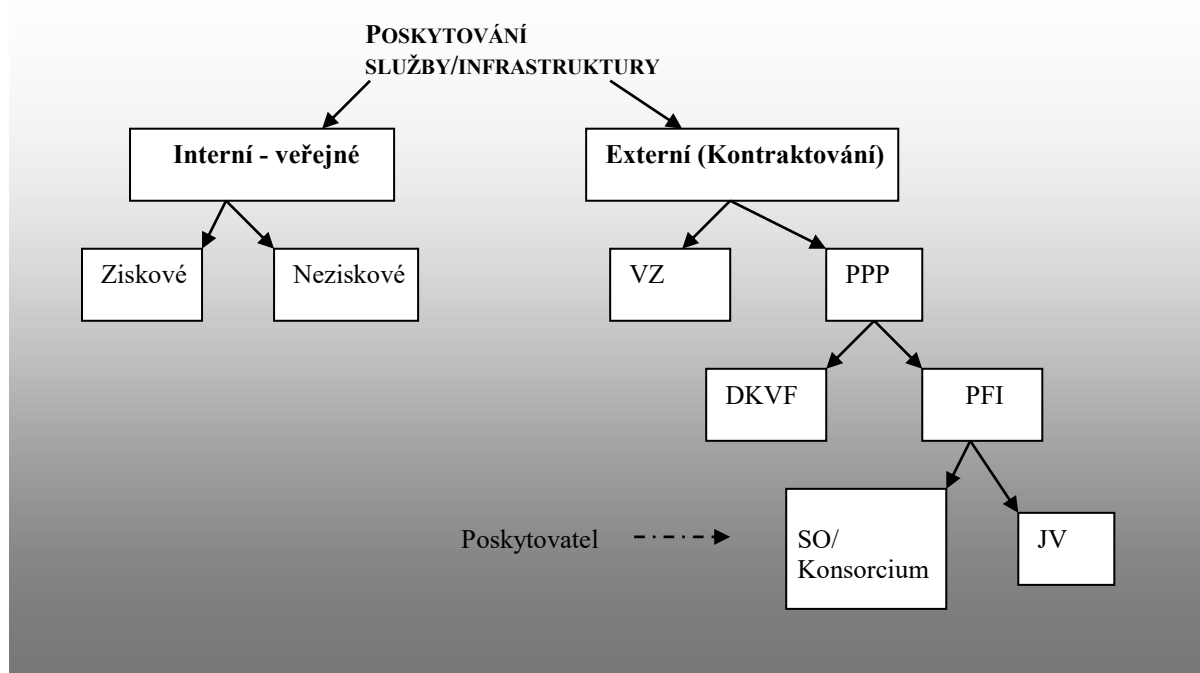 POSKYTOVÁNÍ
SLUŽBY/INFRASTRUKTURY
Interní - veřejné
Externí (Kontraktování)
Ziskové
Neziskové
VZ
PPP
DKVF
PFI
Poskytovatel
SO/
Konsorcium
JV